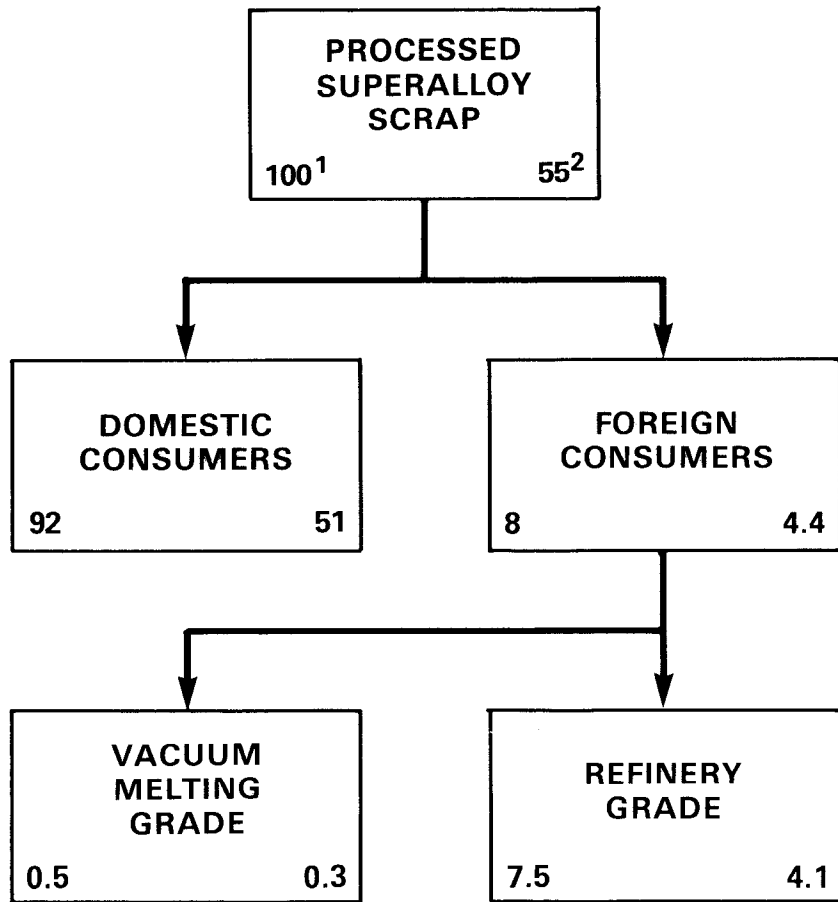 PROCESSED
SUPERALLOY
SCRAP
100¹ 55²
DOMESTIC
CONSUMERS
92 51
FOREIGN
CONSUMERS
8 4.4
VACUUM
MELTING
GRADE
0.5 0.3
REFINERY
GRADE
7.5 4.1